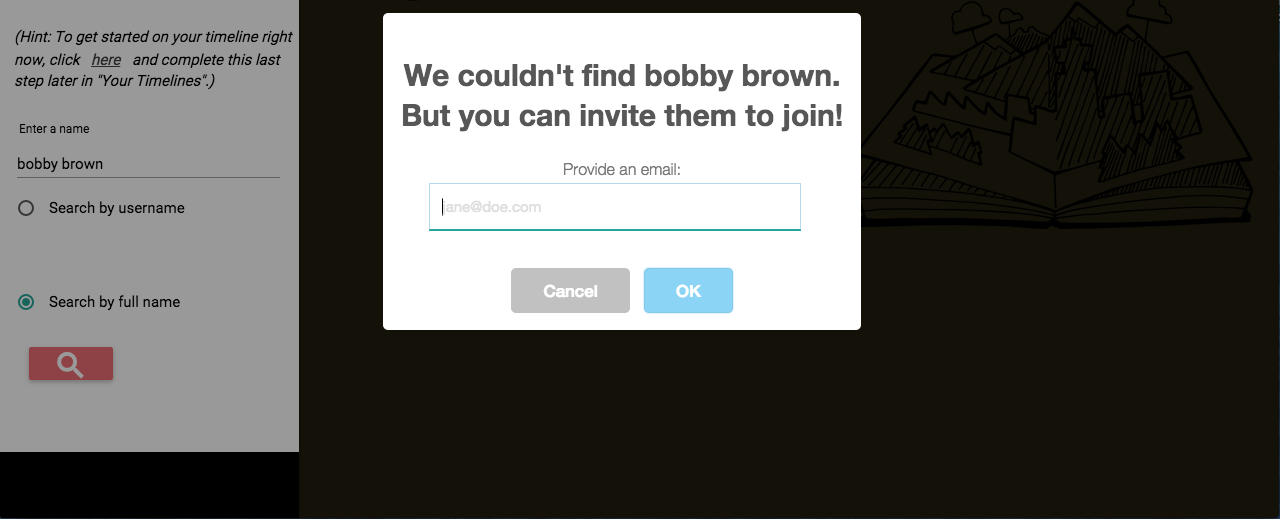 (Hint: To get started on your timeline right
now, click here and complete this last
step later in "Your Timelines".)
Enter a name
bobby brown
Search by username
Search by full name
We couldn't find bobby brown.
But you can invite them to join!
Provide an email:
jane@doe.com
Cancel
OK